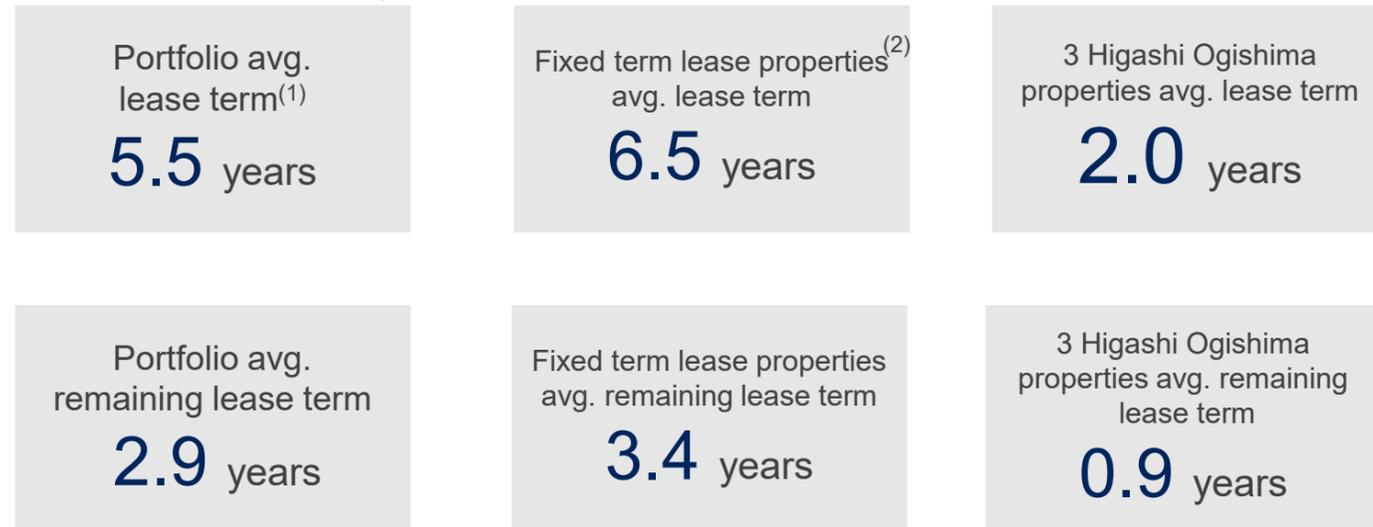 Portfolio avg.
lease term(1)
5.5 years
Fixed term lease properties(2)
avg. lease term
6.5 years
3 Higashi Ogishima
properties avg. lease term
2.0 years
Portfolio avg.
remaining lease term
2.9 years
Fixed term lease properties
avg. remaining lease term
3.4 years
3 Higashi Ogishima
properties avg. remaining
lease term
0.9 years